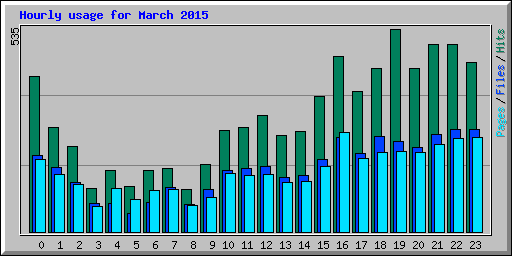 Hourly usage for March 2015
535
Pages/Files/Hits
0 1 2 3 4 5 6 7 8 9 10 11 12 13 14 15 16 17 18 19 20 21 22 23